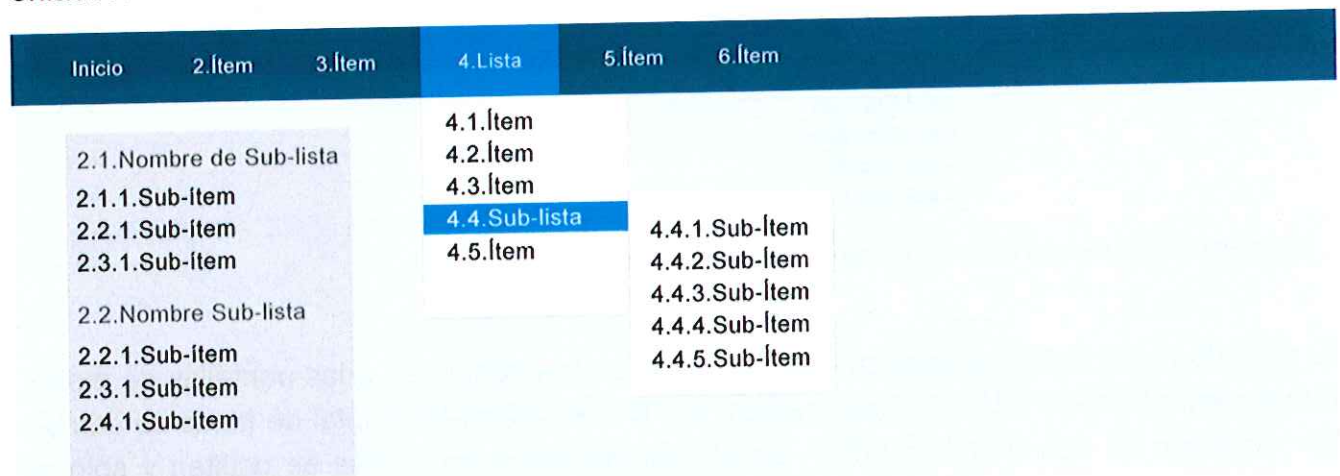 Inicio 2.Ítem 3.Ítem 4.Lista 5.Ítem 6.Ítem
2.1.Nombre de Sub-lista
2.1.1.Sub-ítem
2.2.1.Sub-ítem
2.3.1.Sub-ítem
2.2.Nombre Sub-lista
2.2.1.Sub-ítem
2.3.1.Sub-ítem
2.4.1.Sub-ítem
4.1.Ítem
4.2.Ítem
4.3.Ítem
4.4.Sub-lista
4.5.Ítem
4.4.1.Sub-Ítem
4.4.2.Sub-Ítem
4.4.3.Sub-Ítem
4.4.4.Sub-Ítem
4.4.5.Sub-Ítem